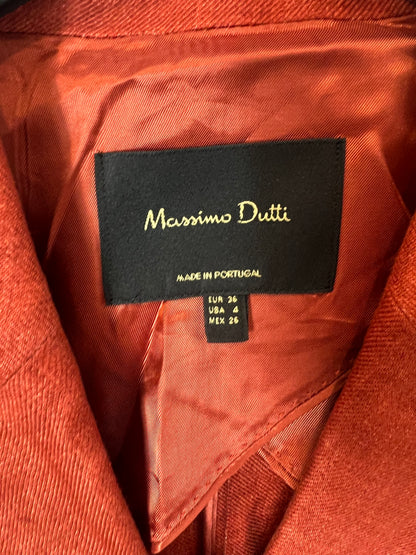 Massimo Dutti
MADE IN PORTUGAL
EUR 36
USA 4
MEX 26